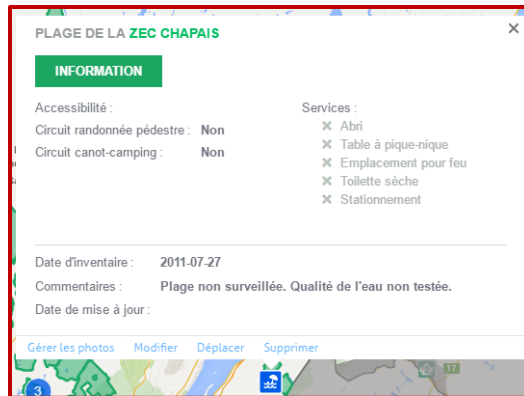 PLAGE DE LA ZEC CHAPAIS
×
INFORMATION
Accessibilité :
Circuit randonnée pédestre : Non
Circuit canot-camping : Non
Services :
✖ Abri
✖ Table à pique-nique
✖ Emplacement pour feu
✖ Toilette sèche
✖ Stationnement
Date d'inventaire : 2011-07-27
Commentaires : Plage non surveillée. Qualité de l'eau non testée.
Date de mise à jour :
Gérer les photos Modifier Déplacer Supprimer
3
17